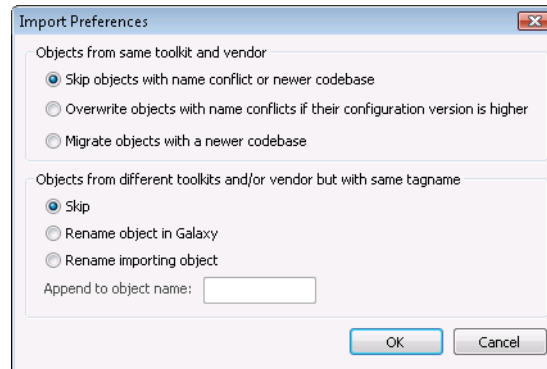 Import Preferences
Objects from same toolkit and vendor
Skip objects with name conflict or newer codebase
Overwrite objects with name conflicts if their configuration version is higher
Migrate objects with a newer codebase
Objects from different toolkits and/or vendor but with same tagname
Skip
Rename object in Galaxy
Rename importing object
Append to object name:
OK Cancel